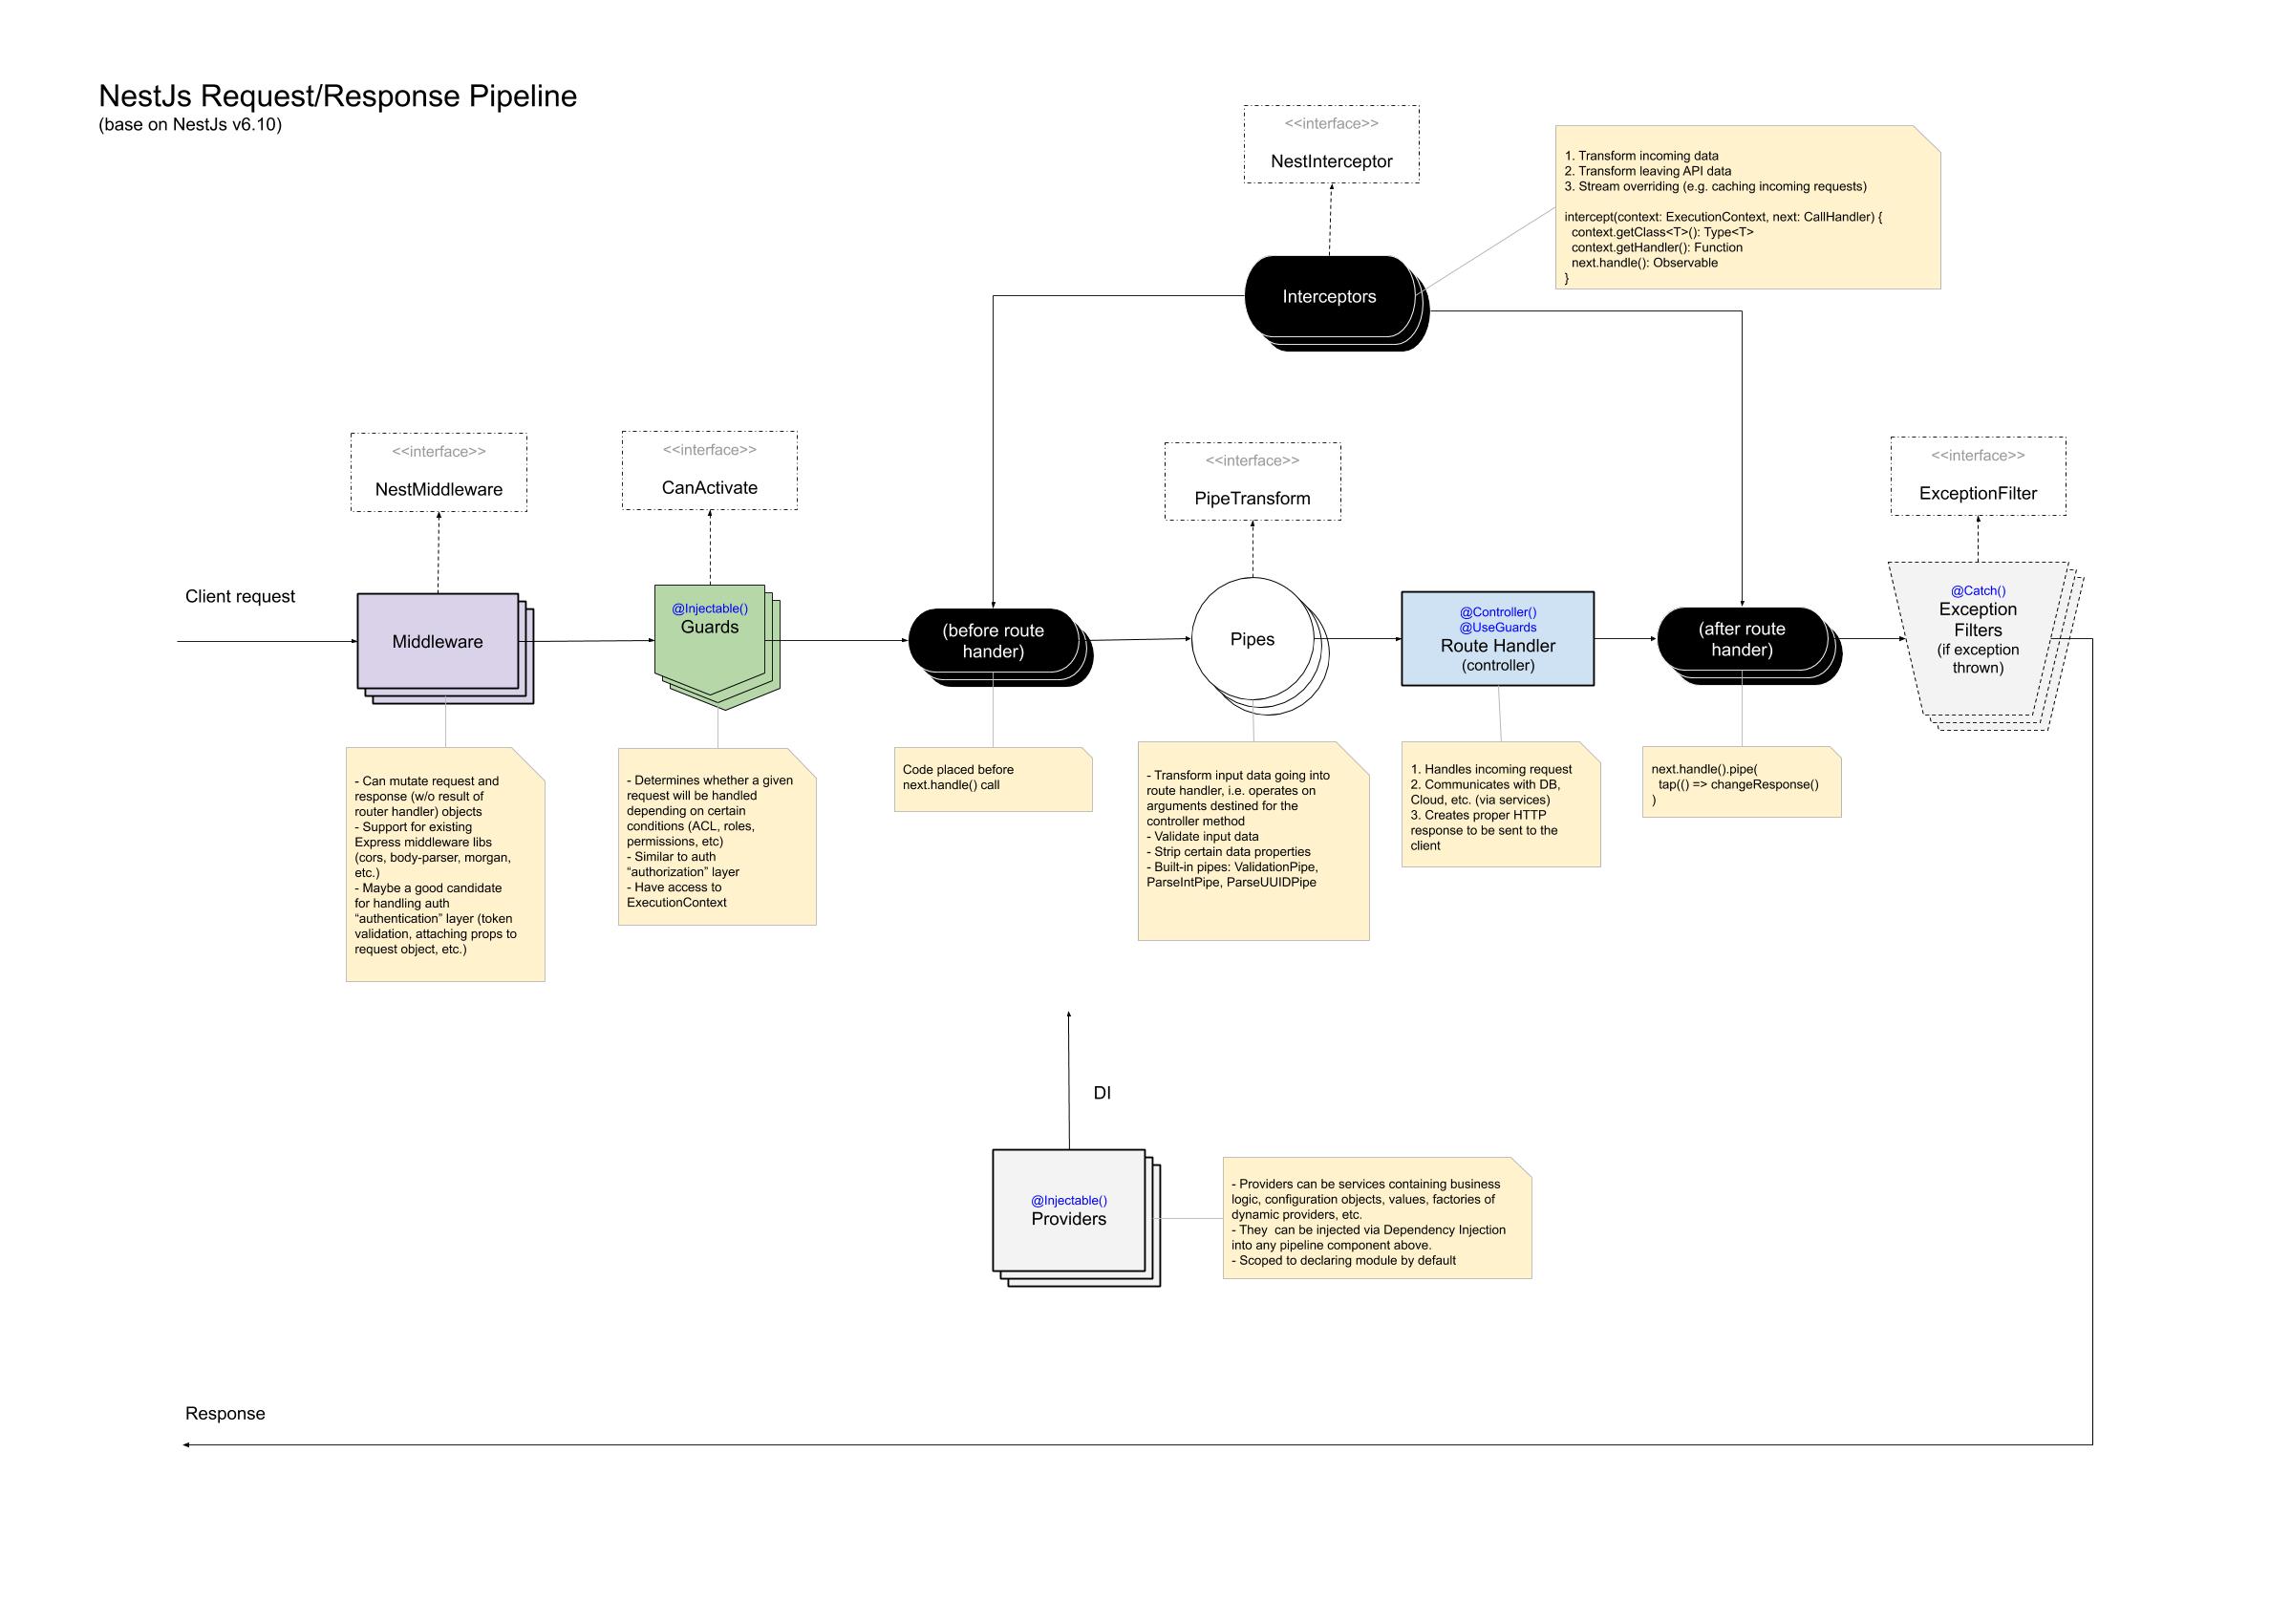 NestJs Request/Response Pipeline
(base on NestJs v6.10)
<<interface>>
NestInterceptor
1. Transform incoming data
2. Transform leaving API data
3. Stream overriding (e.g. caching incoming requests)
intercept(context: ExecutionContext, next: CallHandler) {
context.getClass<T>(): Type<T>
context.getHandler(): Function
next.handle(): Observable
}
Interceptors
<<interface>>
NestMiddleware
<<interface>>
CanActivate
<<interface>>
PipeTransform
<<interface>>
ExceptionFilter
Client request
Middleware
@Injectable()
Guards
(before route
hander)
Pipes
@Controller()
@UseGuards
Route Handler
(controller)
(after route
hander)
@Catch()
Exception
Filters
(if exception
thrown)
- Can mutate request and
response (w/o result of
router handler) objects
- Support for existing
Express middleware libs
(cors, body-parser, morgan,
etc.)
- Maybe a good candidate
for handling auth
“authentication” layer (token
validation, attaching props to
request object, etc.)
- Determines whether a given
request will be handled
depending on certain
conditions (ACL, roles,
permissions, etc)
- Similar to auth
“authorization” layer
- Have access to
ExecutionContext
Code placed before
next.handle() call
- Transform input data going into
route handler, i.e. operates on
arguments destined for the
controller method
- Validate input data
- Strip certain data properties
- Built-in pipes: ValidationPipe,
ParseIntPipe, ParseUUIDPipe
1. Handles incoming request
2. Communicates with DB,
Cloud, etc. (via services)
3. Creates proper HTTP
response to be sent to the
client
next.handle().pipe(
tap(() => changeResponse()
)
DI
@Injectable()
Providers
- Providers can be services containing business
logic, configuration objects, values, factories of
dynamic providers, etc.
- They  can be injected via Dependency Injection
into any pipeline component above.
- Scoped to declaring module by default
Response